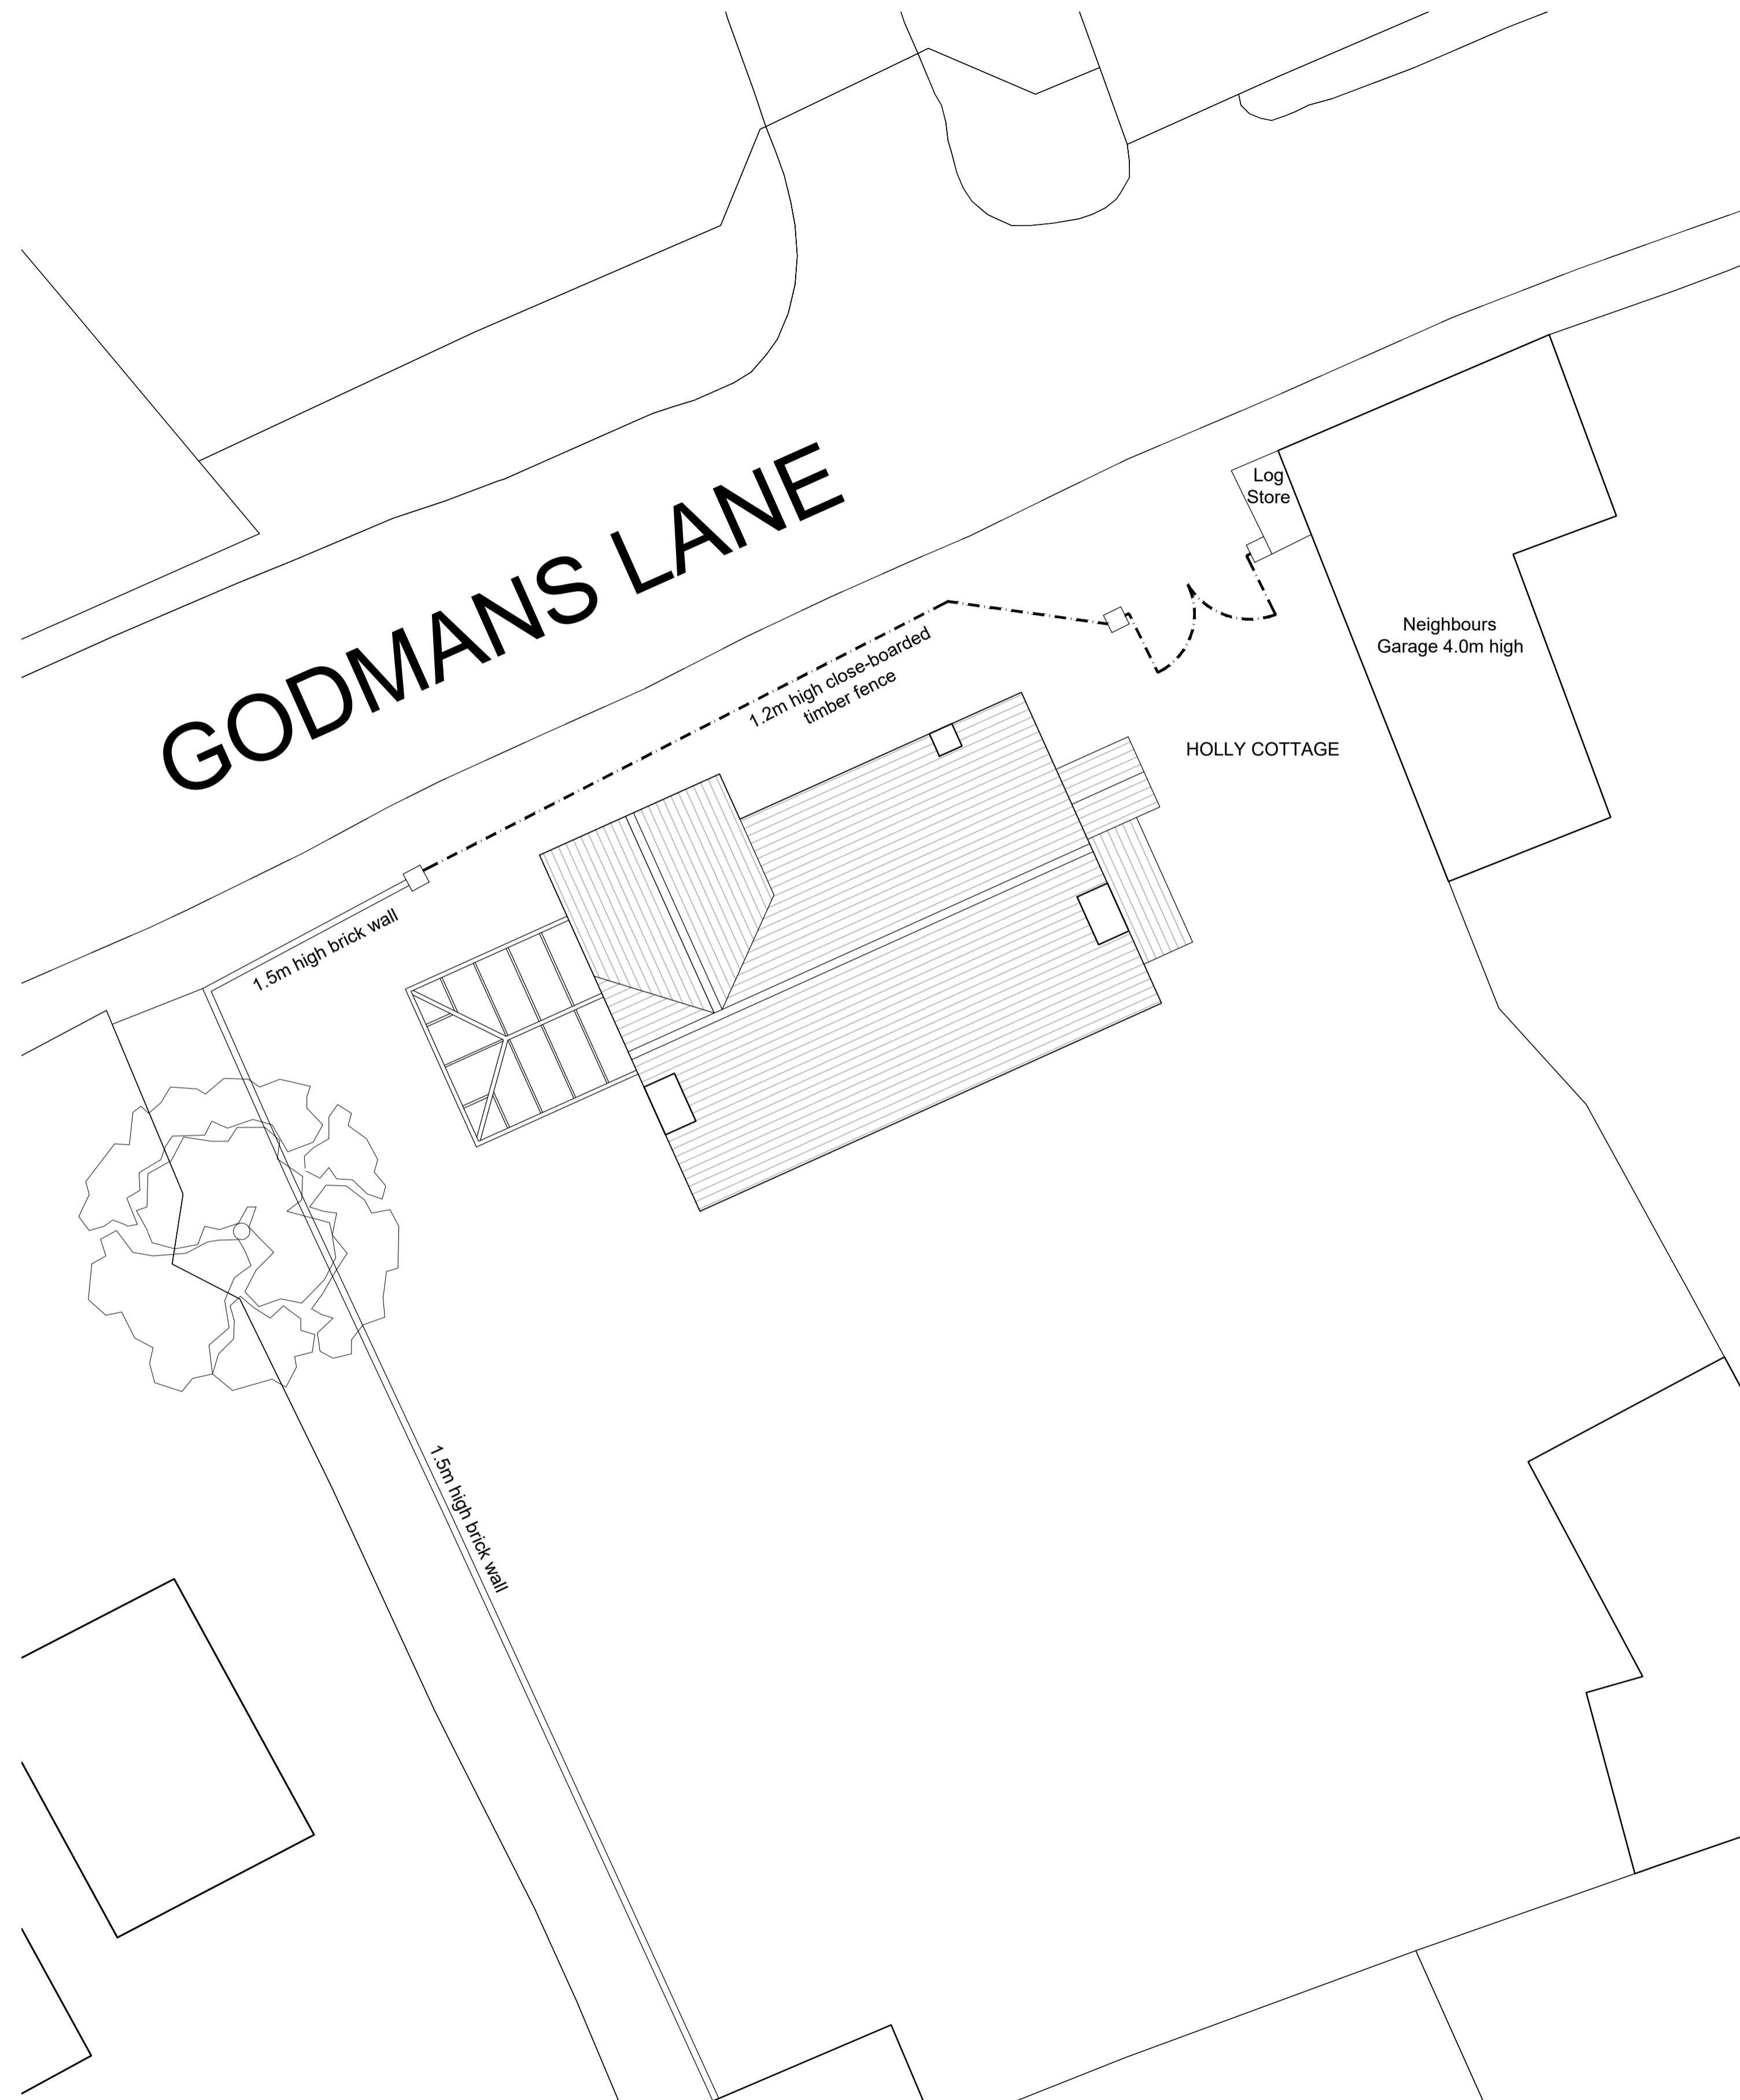 GODMANS LANE
Log
Store
Neighbours
Garage 4.0m high
1.2m high close-boarded
timber fence
HOLLY COTTAGE
1.5m high brick wall
1.5m high brick wall